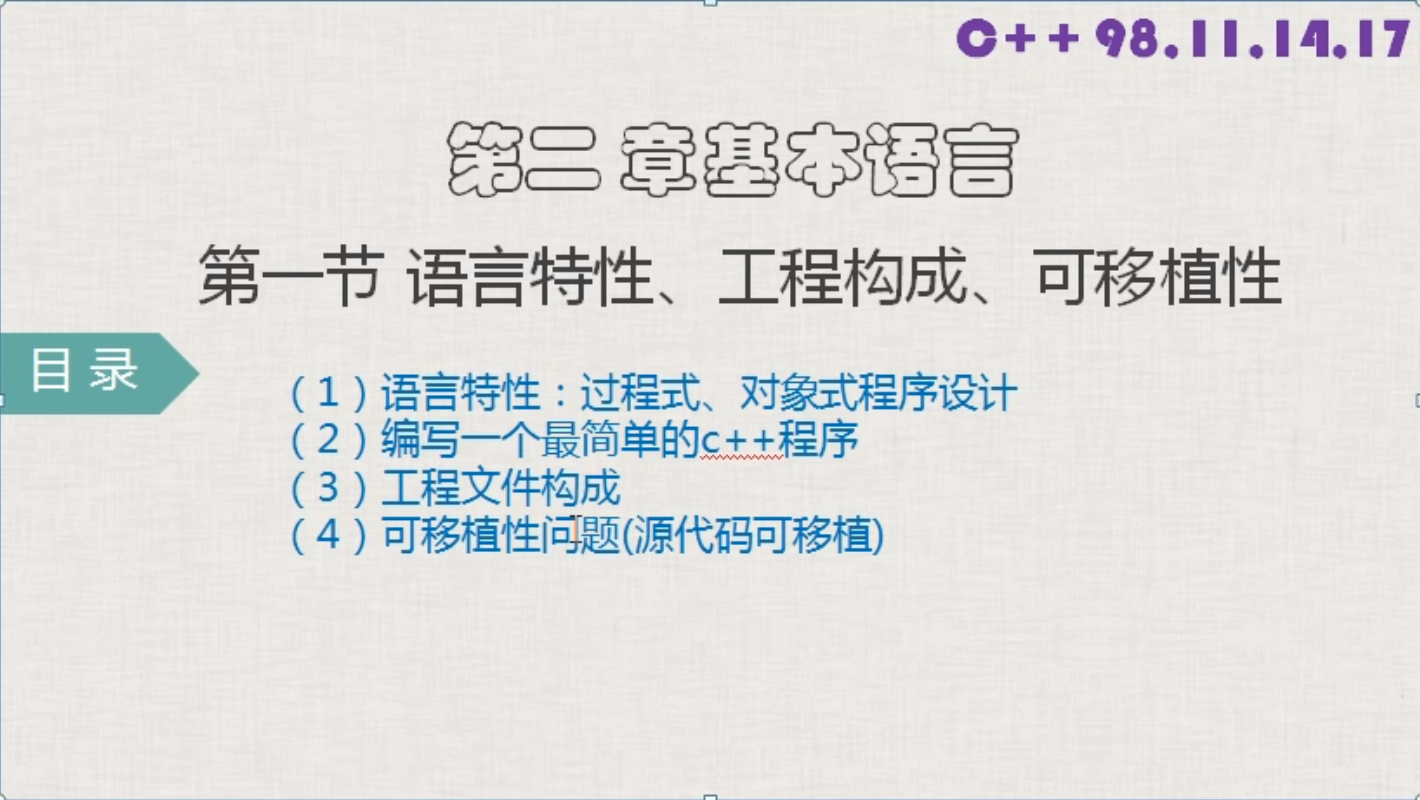 C++98.11.14.17
第二 章基本语言
第一节 语言特性、工程构成、可移植性
目 录
（1）语言特性：过程式、对象式程序设计
（2）编写一个最简单的c++程序
（3）工程文件构成
（4）可移植性问题(源代码可移植)